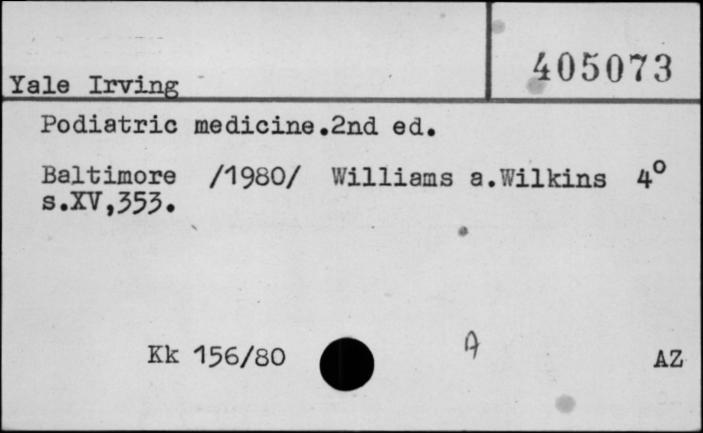 405073
Yale Irving
Podiatric medicine.2nd ed.
Baltimore /1980/ Williams a.Wilkins 4°
s.XV,353.
Kk 156/80
A
AZ